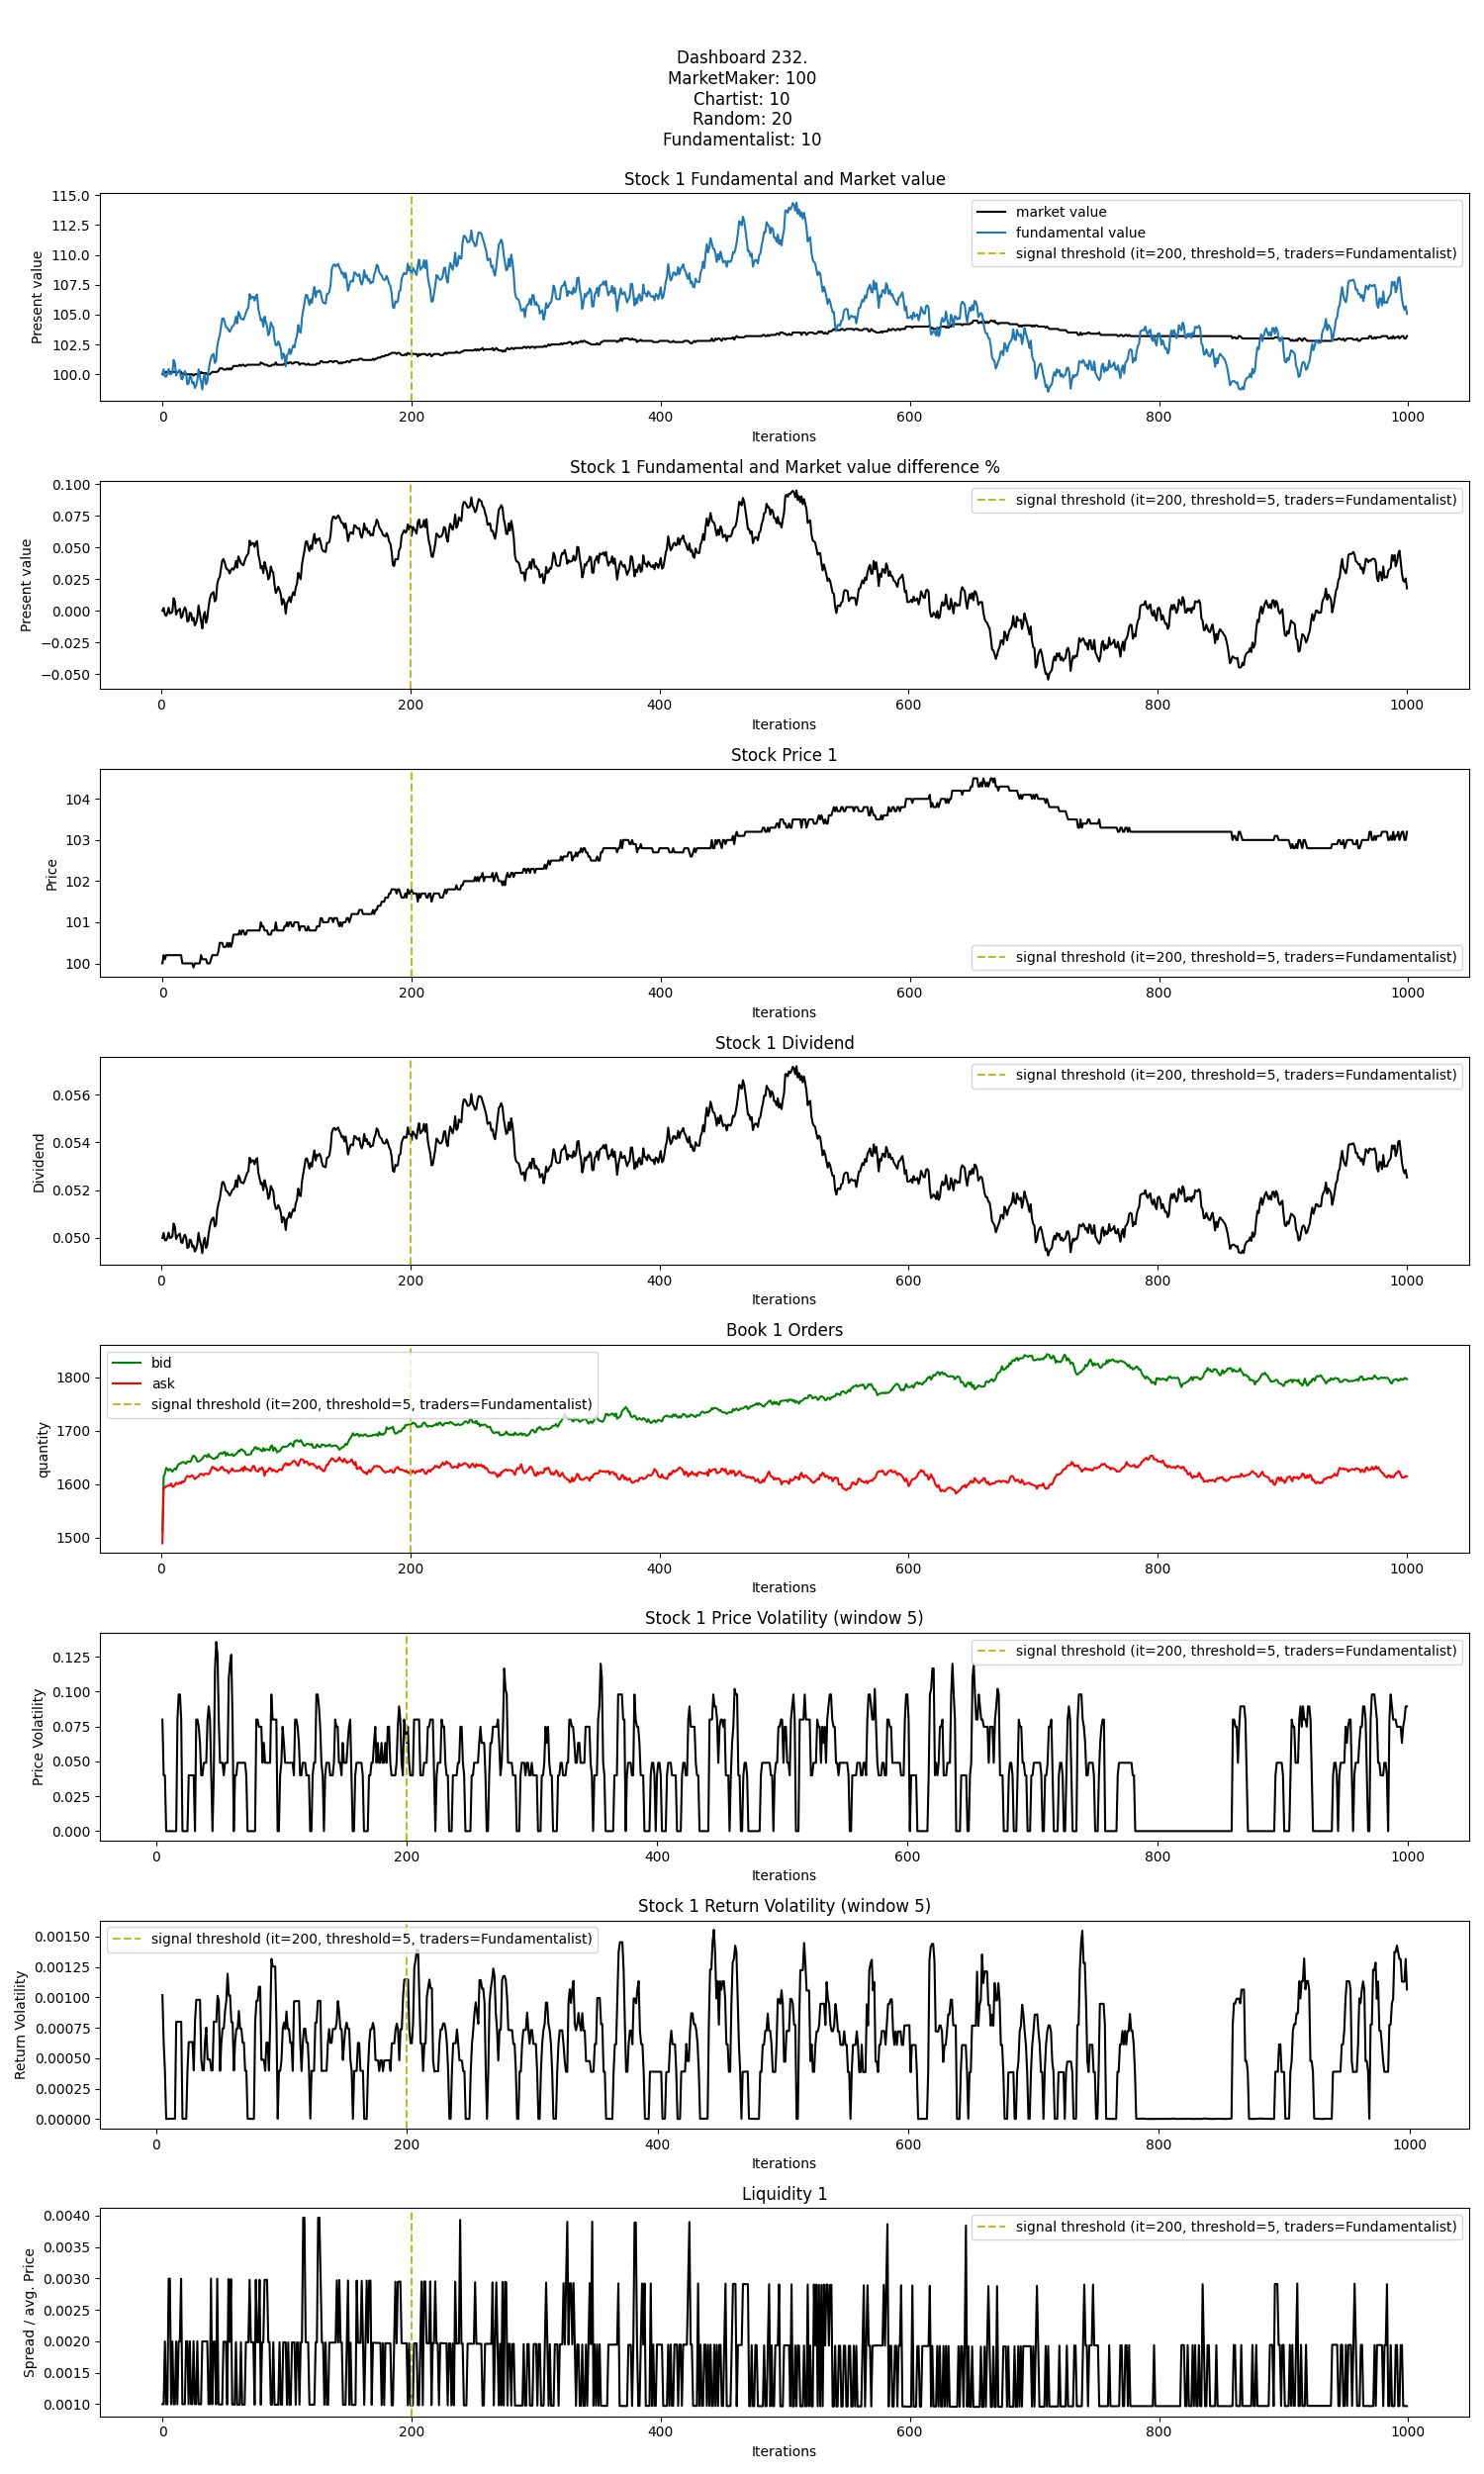 Dashboard 232.
MarketMaker: 100
Chartist: 10
Random: 20
Fundamentalist: 10
Stock 1 Fundamental and Market value
115.0
112.5
110.0
107.5
105.0
102.5
100.0
Present value
market value
fundamental value
signal threshold (it=200, threshold=5, traders=Fundamentalist)
0 200 400 600 800 1000
Iterations
Stock 1 Fundamental and Market value difference %
0.100
0.075
0.050
0.025
0.000
−0.025
−0.050
Present value
signal threshold (it=200, threshold=5, traders=Fundamentalist)
0 200 400 600 800 1000
Iterations
Stock Price 1
104
103
102
101
100
Price
signal threshold (it=200, threshold=5, traders=Fundamentalist)
0 200 400 600 800 1000
Iterations
Stock 1 Dividend
0.056
0.054
0.052
0.050
Dividend
signal threshold (it=200, threshold=5, traders=Fundamentalist)
0 200 400 600 800 1000
Iterations
Book 1 Orders
1800
1700
1600
1500
quantity
bid
ask
signal threshold (it=200, threshold=5, traders=Fundamentalist)
0 200 400 600 800 1000
Iterations
Stock 1 Price Volatility (window 5)
0.125
0.100
0.075
0.050
0.025
0.000
Price Volatility
signal threshold (it=200, threshold=5, traders=Fundamentalist)
0 200 400 600 800 1000
Iterations
Stock 1 Return Volatility (window 5)
0.00150
0.00125
0.00100
0.00075
0.00050
0.00025
0.00000
Return Volatility
signal threshold (it=200, threshold=5, traders=Fundamentalist)
0 200 400 600 800 1000
Iterations
Liquidity 1
0.0040
0.0035
0.0030
0.0025
0.0020
0.0015
0.0010
Spread / avg. Price
signal threshold (it=200, threshold=5, traders=Fundamentalist)
0 200 400 600 800 1000
Iterations